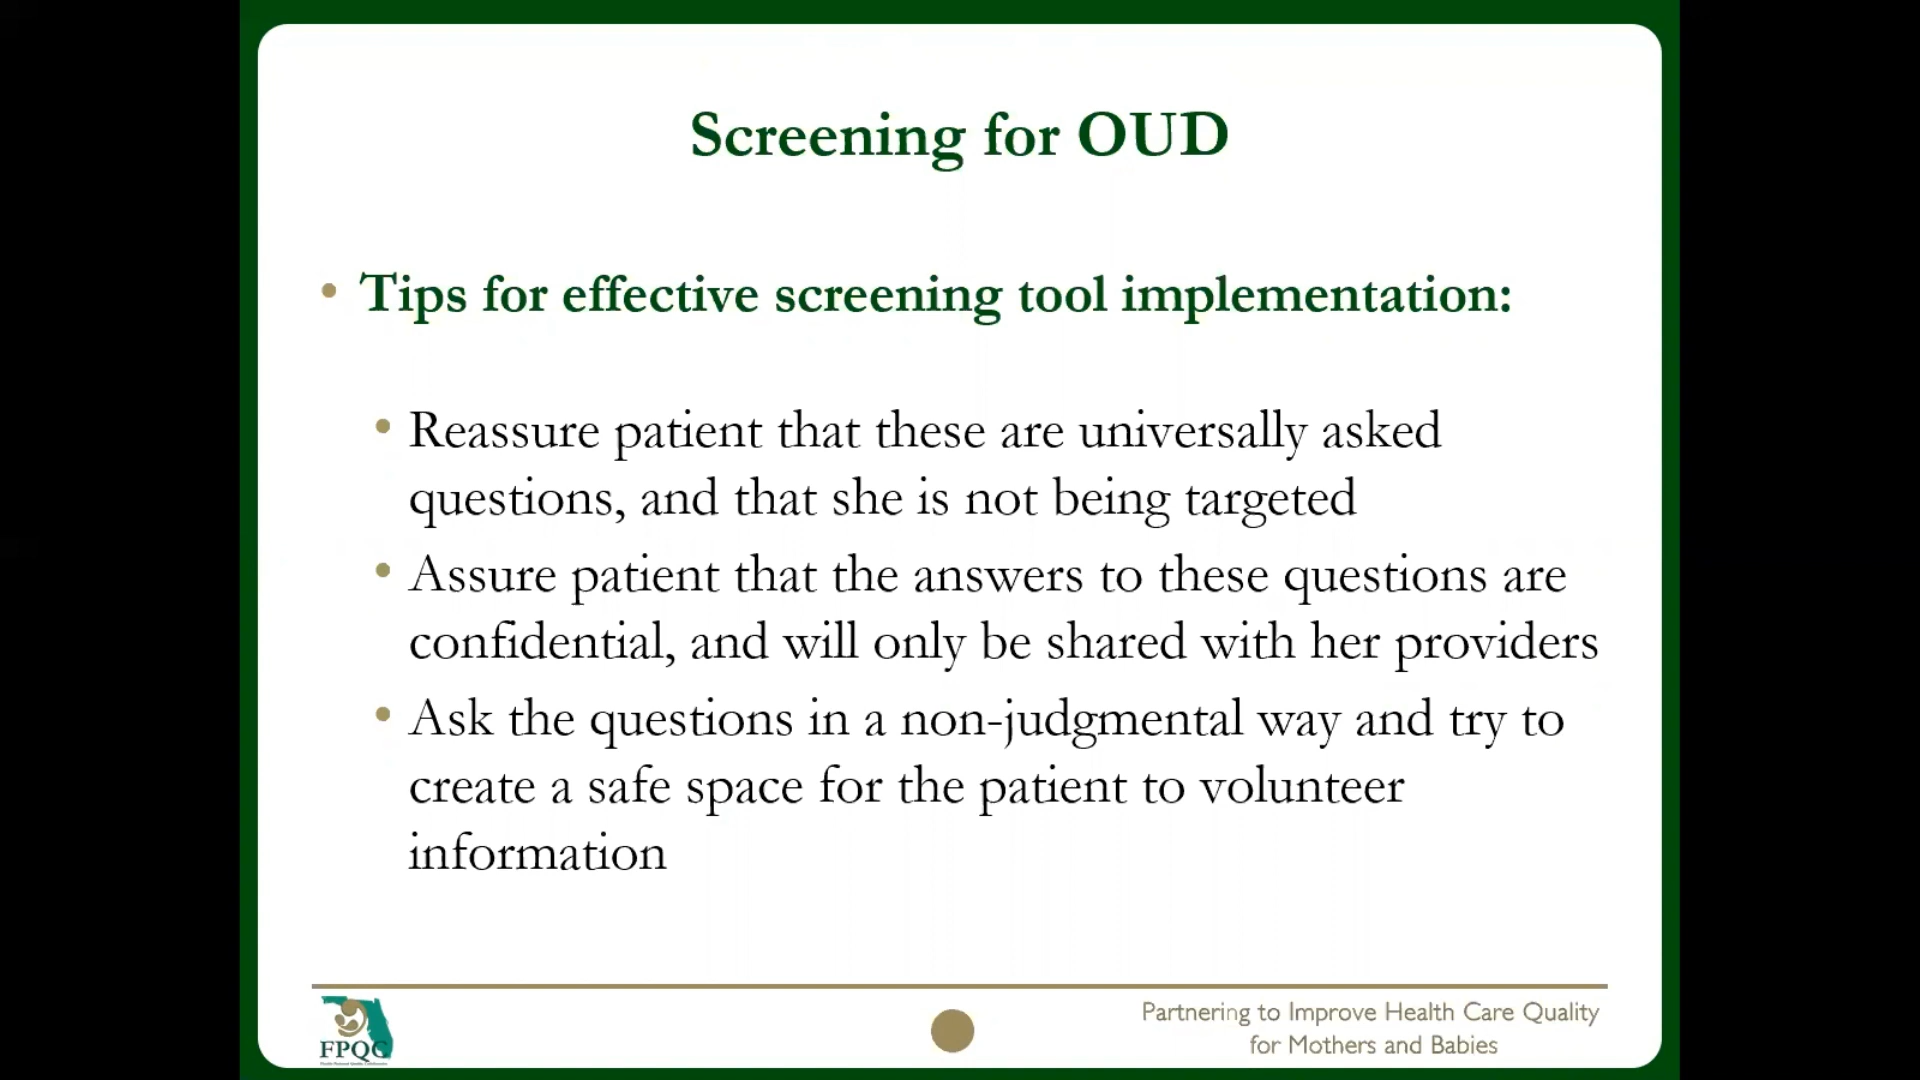 Screening for OUD
• Tips for effective screening tool implementation:
• Reassure patient that these are universally asked
questions, and that she is not being targeted
• Assure patient that the answers to these questions are
confidential, and will only be shared with her providers
• Ask the questions in a non-judgmental way and try to
create a safe space for the patient to volunteer
information
FPQC
Partnering to Improve Health Care Quality
for Mothers and Babies